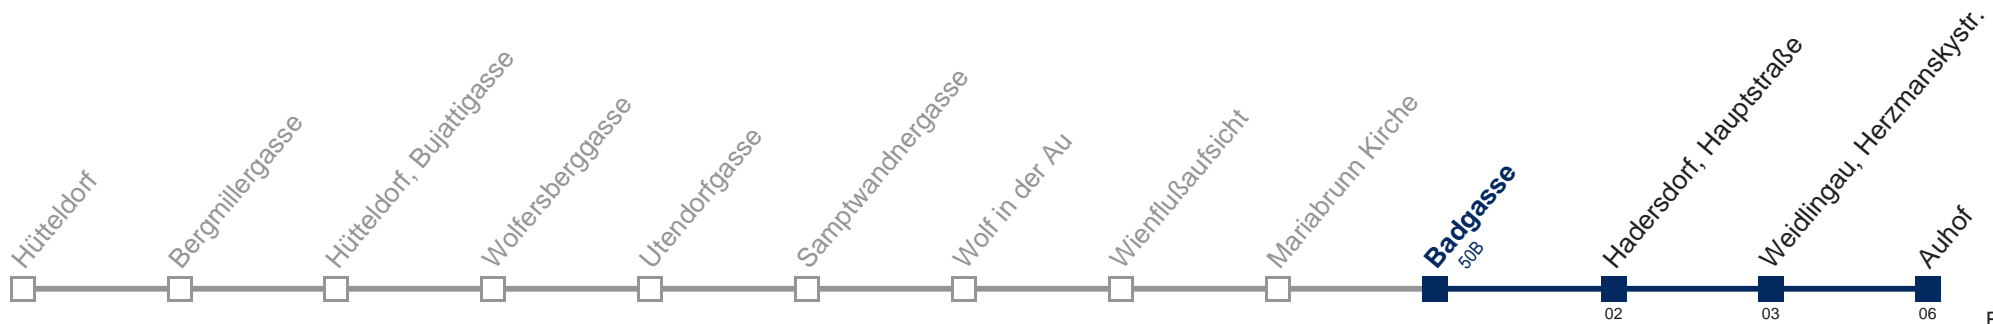 Hütteldorf
Bergmillergasse
Hütteldorf, Bujattigasse
Wolfersberggasse
Utendorfgasse
Samptwandnergasse
Wolf in der Au
Wienflußaufsicht
Mariabrunn Kirche
Badgasse
50B
Hadersdorf, Hauptstraße
Weidlingau, Herzmanskystr.
Auhof
02
03
06